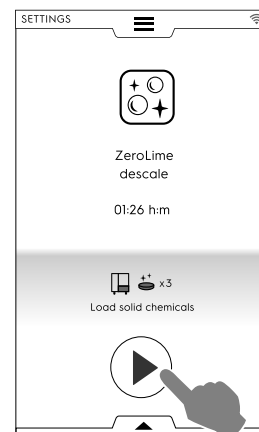 SETTINGS
ZeroLime
descale
01:26 h:m
x3
Load solid chemicals